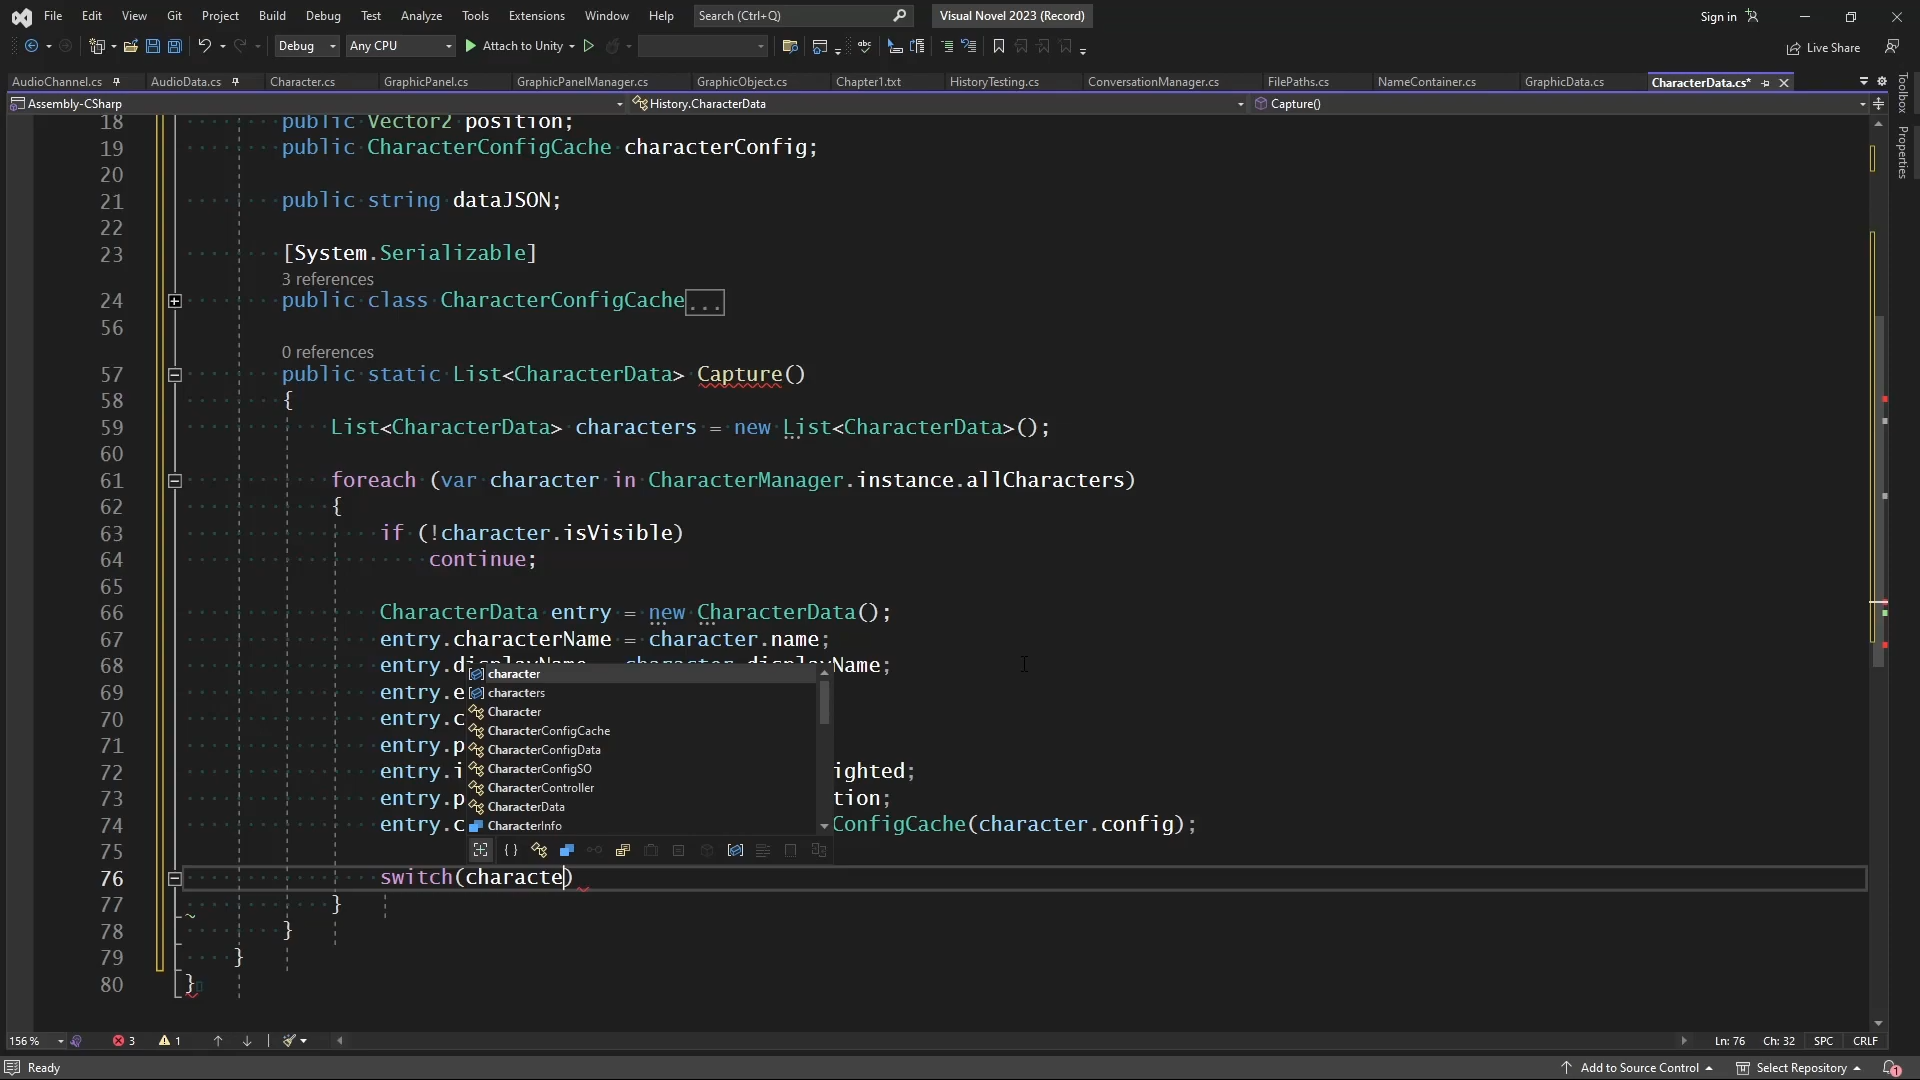 File Edit View Git Project Build Debug Test Analyze Tools Extensions Window Help Search (Ctrl+Q) Visual Novel 2023 (Record) Sign in
Debug Any CPU Attach to Unity Live Share
AudioChannel.cs AudioData.cs Character.cs GraphicPanel.cs GraphicPanelManager.cs GraphicObject.cs Chapter1.txt HistoryTesting.cs ConversationManager.cs FilePaths.cs NameContainer.cs GraphicData.cs CharacterData.cs*
Assembly-CSharp History.CharacterData Capture()
Toolbox
Properties
18 public Vector2 position;
19 public CharacterConfigCache characterConfig;
20
21 public string dataJSON;
22
23 [System.Serializable]
3 references
24 public class CharacterConfigCache...
56
0 references
57 public static List<CharacterData> Capture()
58 {
59 List<CharacterData> characters = new List<CharacterData>();
60
61 foreach (var character in CharacterManager.instance.allCharacters)
62 {
63 if (!character.isVisible)
64 continue;
65
66 CharacterData entry = new CharacterData();
67 entry.characterName = character.name;
68 entry.displayName = character.displayName;
69 entry.e
70 entry.c
71 entry.p
72 entry.i ighted;
73 entry.p tion;
74 entry.c ConfigCache(character.config);
75
character
characters
Character
CharacterConfigCache
CharacterConfigData
CharacterConfigSO
CharacterController
CharacterData
CharacterInfo
76 switch(characte)
77 }
78 }
79 }
80 }
156 % 3 1 Ln: 76 Ch: 32 SPC CRLF
Ready Add to Source Control Select Repository 1